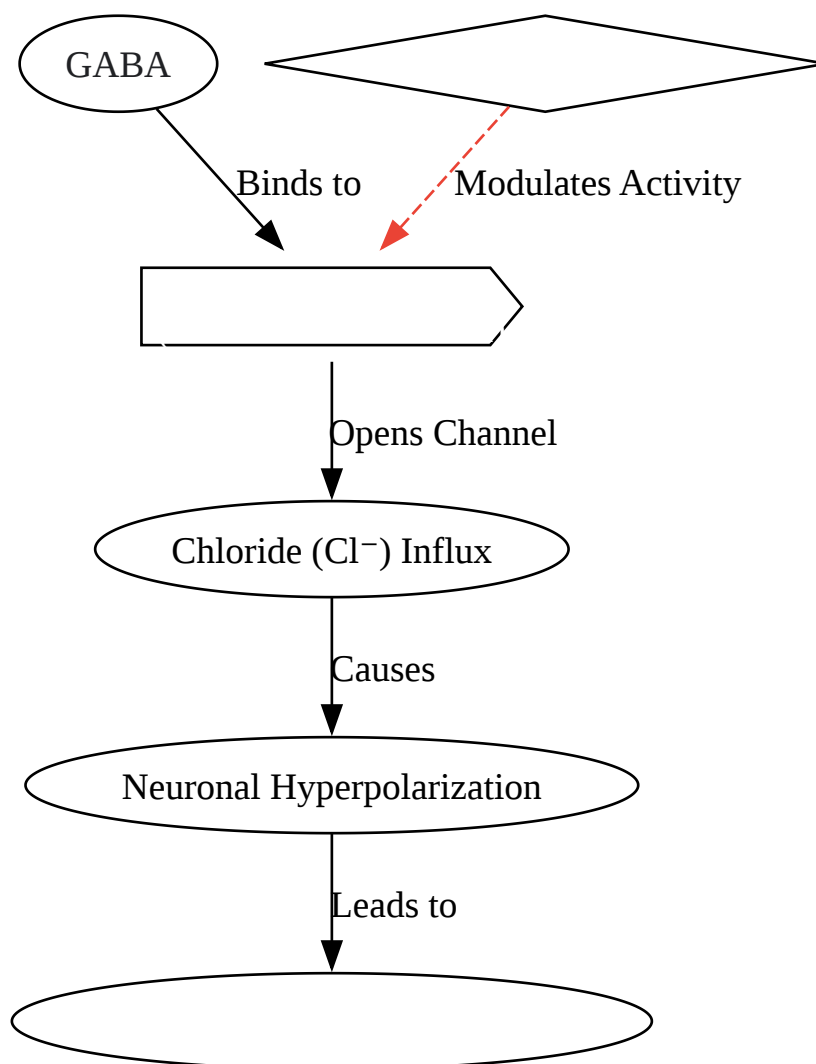 GABA
Binds to
Modulates Activity
Opens Channel
Chloride (Cl⁻) Influx
Causes
Neuronal Hyperpolarization
Leads to